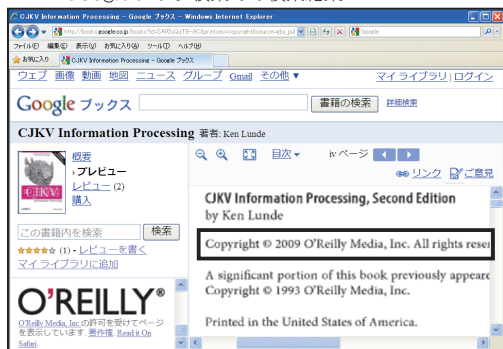 CJKV Information Processing - Google ブックス - Windows Internet Explorer
Google
ファイル(F) 編集(E) 表示(V) お気に入り(A) ツール(T) ヘルプ(H)
お気に入り CJKV Information Processing - Google ブックス
ウェブ 画像 動画 地図 ニュース グループ Gmail その他▼ マイ ライブラリ | ログイン
Google ブックス 書籍の検索 詳細検索
CJKV Information Processing 著者: Ken Lunde
概要
›プレビュー
レビュー (2)
購入
この書籍内を検索 検索
★★★★☆ (1) - レビューを書く
マイ ライブラリに追加
O'REILLY®
O'Reilly Media, Inc.の許可を受けてページ
を表示しています. 著作権. Read it On
Safari.
目次▼ iv ページ
リンク ご意見
CJKV Information Processing, Second Edition
by Ken Lunde
Copyright © 2009 O'Reilly Media, Inc. All rights reser
A significant portion of this book previously appeare
Copyright © 1993 O'Reilly Media, Inc.
Printed in the United States of America.